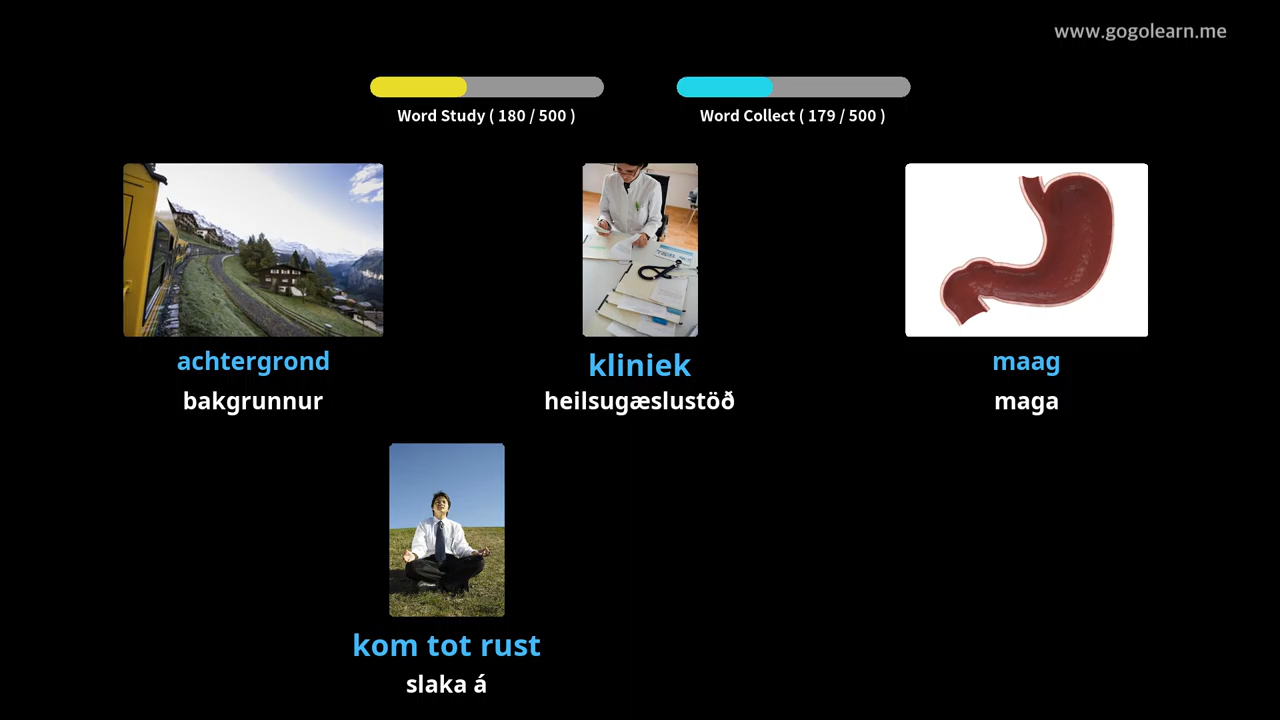 www.gogolearn.me
Word Study ( 180 / 500 )
Word Collect ( 179 / 500 )
achtergrond
bakgrunnur
kliniek
heilsugæslustöð
maag
maga
kom tot rust
slaka á